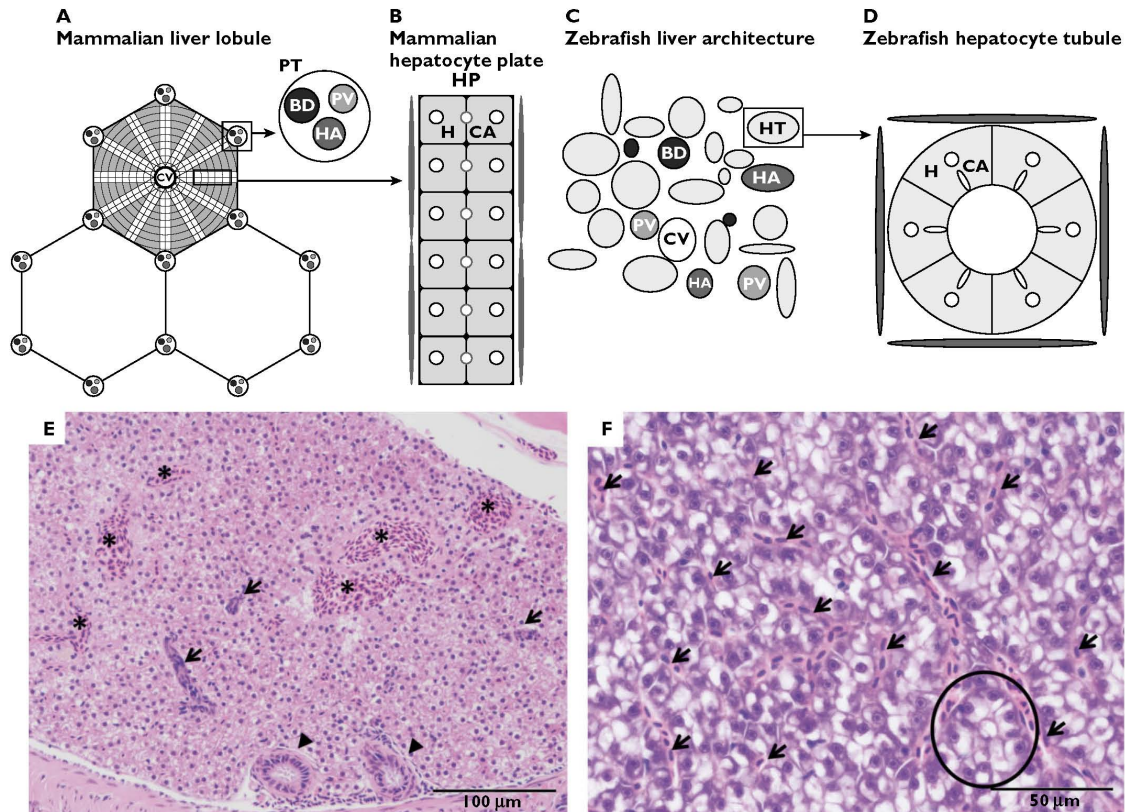 A
Mammalian liver lobule
PT
BD
PV
HA
CV
B
Mammalian
hepatocyte plate
HP
H
CA
C
Zebrafish liver architecture
HT
BD
HA
PV
CV
HA
PV
D
Zebrafish hepatocyte tubule
H
CA
E
*
*
*
*
*
*
100 µm
F
50 µm